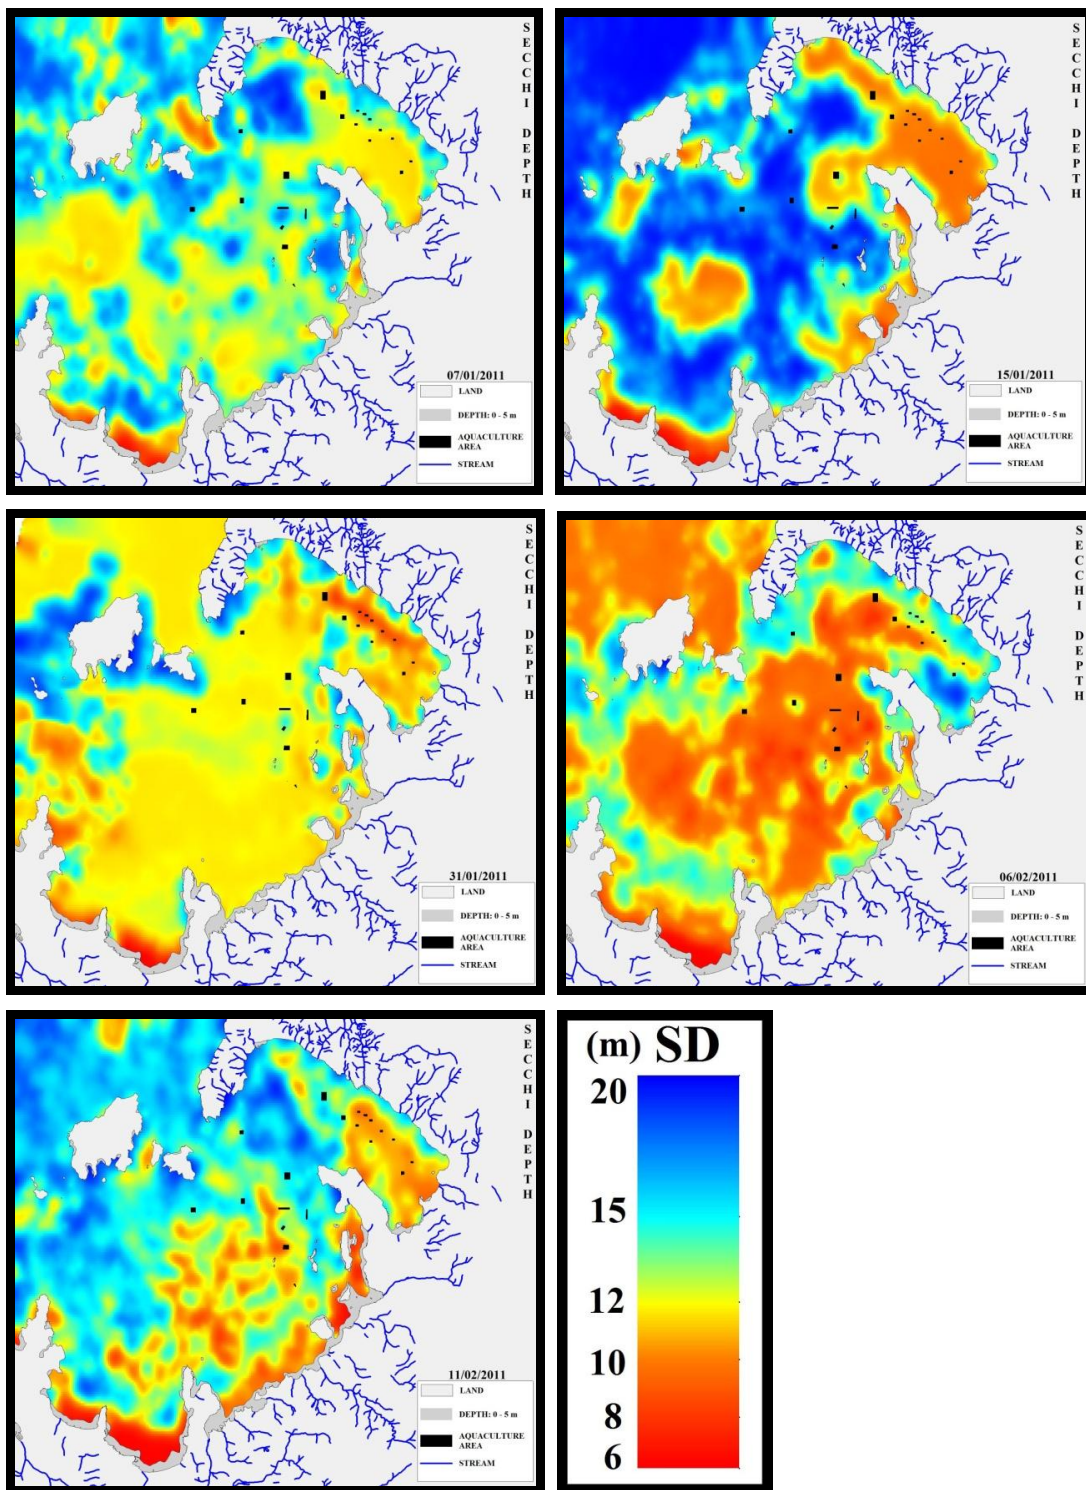 SECCHI DEPTH
07/01/2011
LAND
DEPTH: 0 - 5 m
AQUACULTURE
AREA
STREAM
SECCHI DEPTH
15/01/2011
LAND
DEPTH: 0 - 5 m
AQUACULTURE
AREA
STREAM
SECCHI DEPTH
31/01/2011
LAND
DEPTH: 0 - 5 m
AQUACULTURE
AREA
STREAM
SECCHI DEPTH
06/02/2011
LAND
DEPTH: 0 - 5 m
AQUACULTURE
AREA
STREAM
SECCHI DEPTH
11/02/2011
LAND
DEPTH: 0 - 5 m
AQUACULTURE
AREA
STREAM
(m) SD
20
15
12
10
8
6